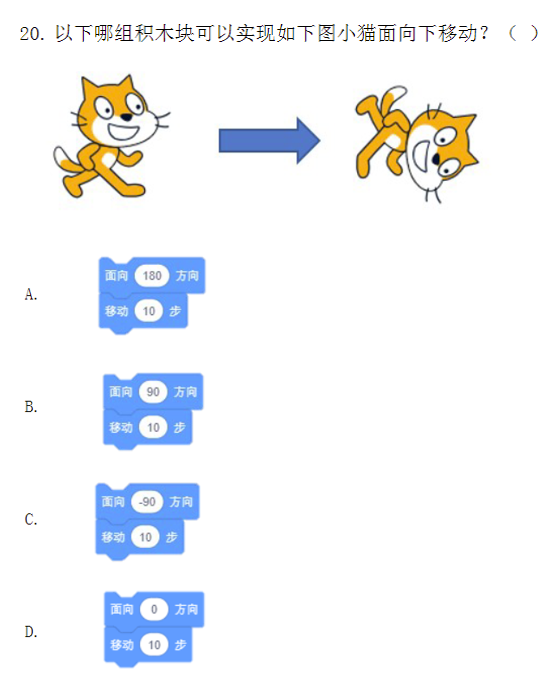 20. 以下哪组积木块可以实现如下图小猫面向下移动？（ ）
A.
面向 180 方向
移动 10 步
B.
面向 90 方向
移动 10 步
C.
面向 -90 方向
移动 10 步
D.
面向 0 方向
移动 10 步